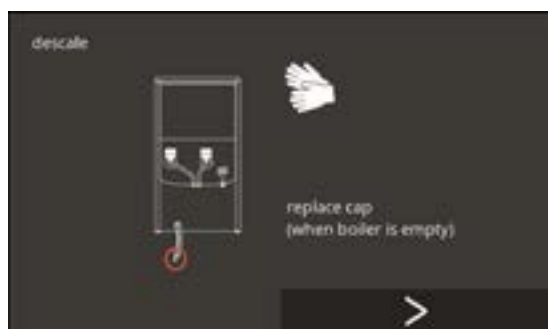 descale
replace cap
(when boiler is empty)